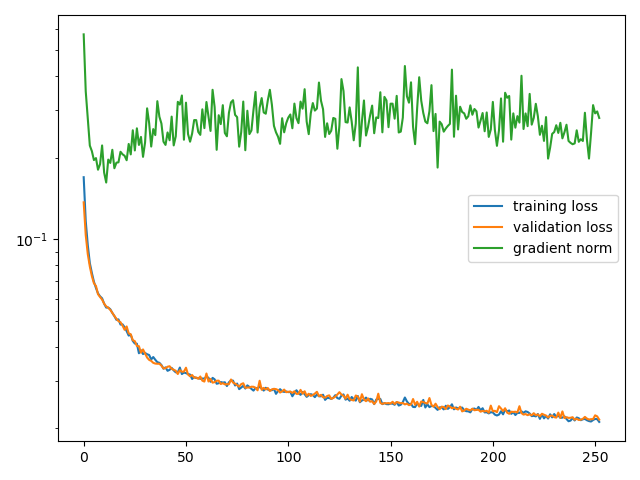 10⁻¹
training loss
validation loss
gradient norm
0 50 100 150 200 250